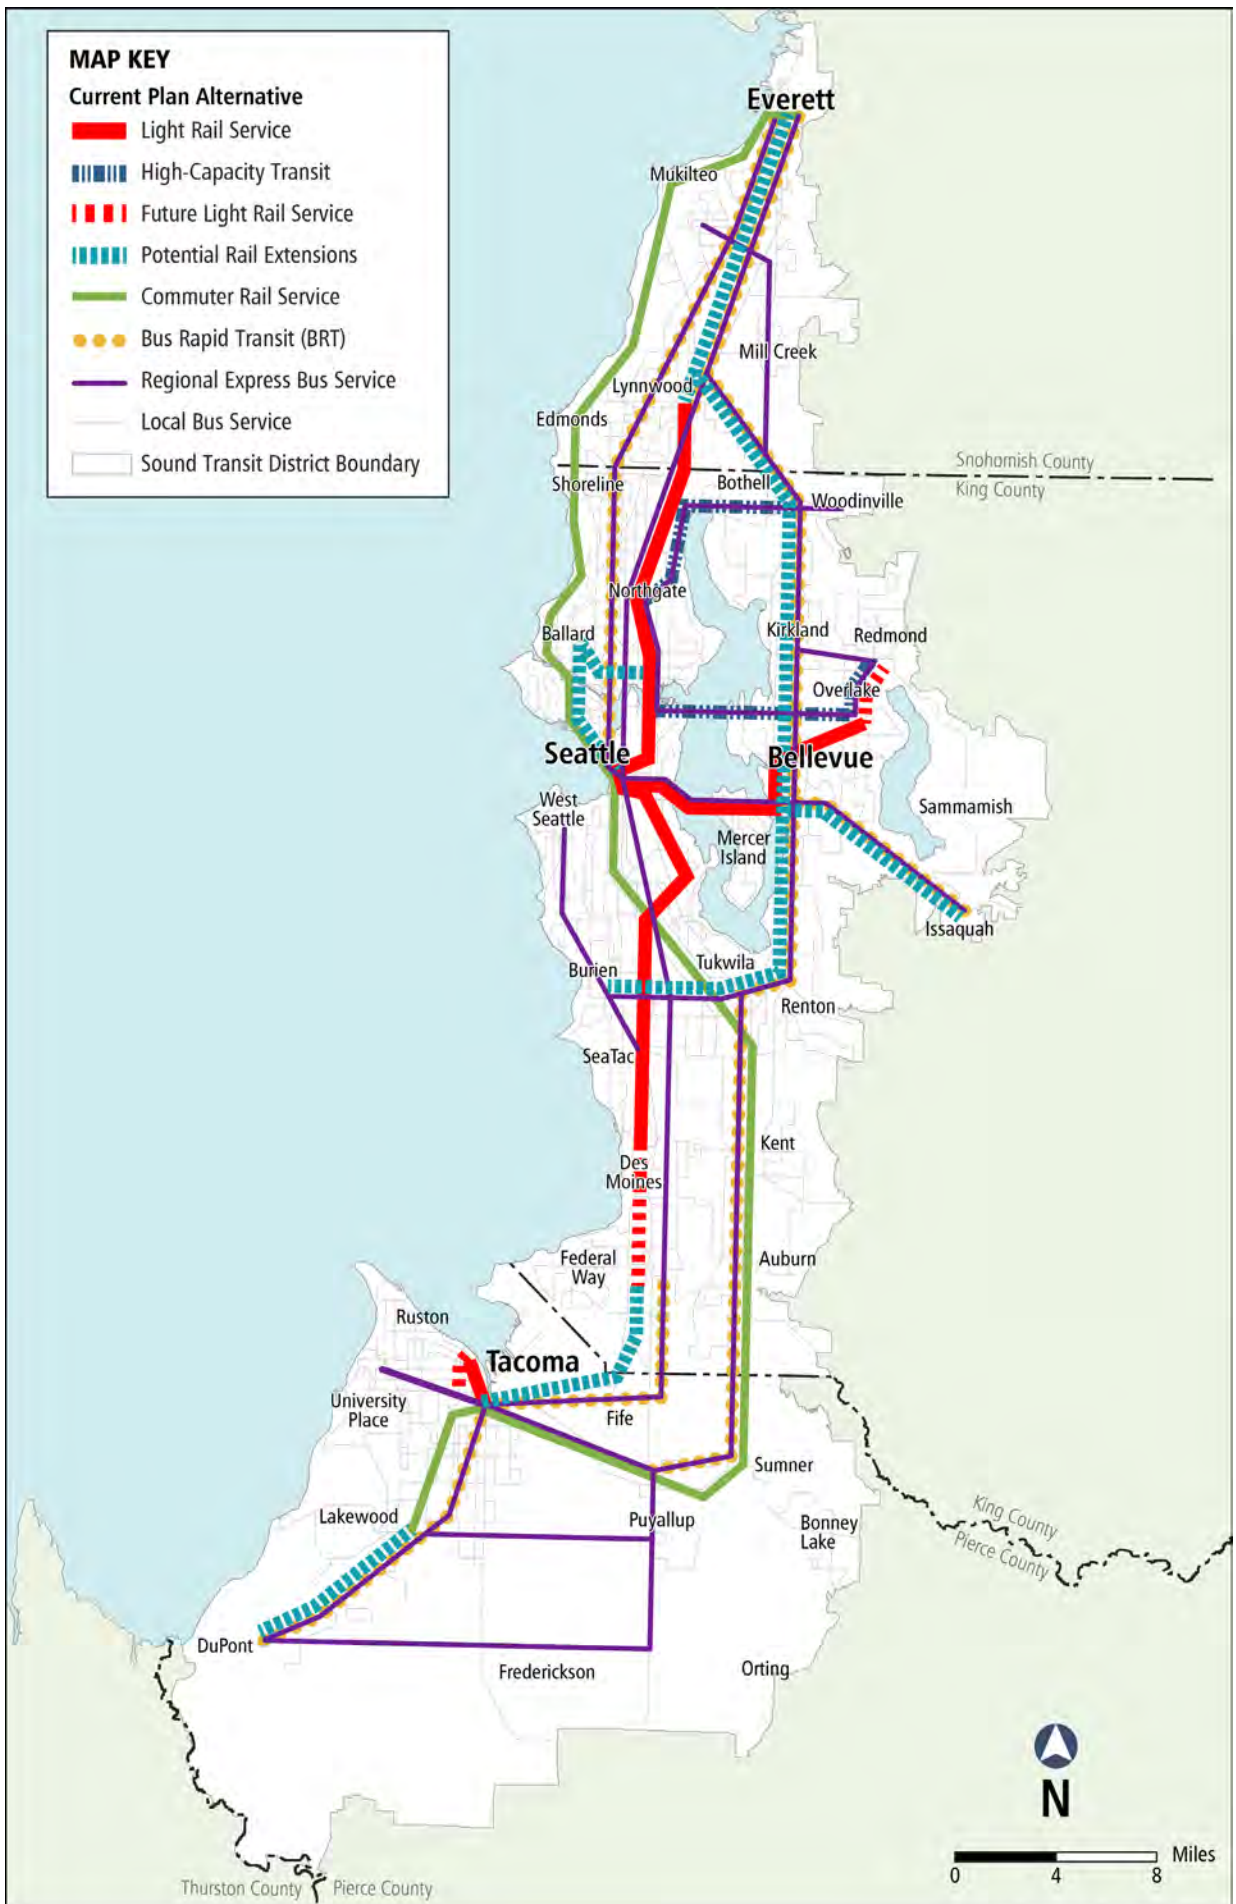 MAP KEY
Current Plan Alternative
Light Rail Service
High-Capacity Transit
Future Light Rail Service
Potential Rail Extensions
Commuter Rail Service
Bus Rapid Transit (BRT)
Regional Express Bus Service
Local Bus Service
Sound Transit District Boundary
Everett
Mukilteo
Mill Creek
Lynnwood
Edmonds
Snohomish County
King County
Shoreline
Bothell
Woodinville
Northgate
Ballard
Kirkland
Redmond
Overlake
Seattle
Bellevue
West
Seattle
Sammamish
Mercer
Island
Issaquah
Burien
Tukwila
Renton
SeaTac
Kent
Des
Moines
Federal
Way
Auburn
Ruston
Tacoma
University
Place
Fife
Sumner
Lakewood
Puyallup
Bonney
Lake
King County
Pierce County
DuPont
Frederickson
Orting
N
Miles
0 4 8
Thurston County
Pierce County